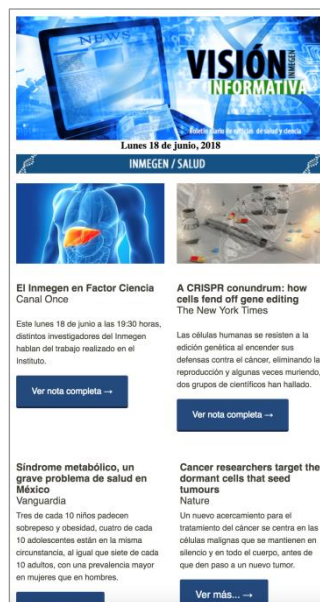 NEWS
VISIÓN
INMEGEN
INFORMATIVA
Boletín diario de noticias de salud y ciencia
Lunes 18 de junio, 2018
INMEGEN / SALUD
El Inmegen en Factor Ciencia
Canal Once
Este lunes 18 de junio a las 19:30 horas,
distintos investigadores del Inmegen
hablan del trabajo realizado en el
Instituto.
Ver nota completa →
A CRISPR conundrum: how
cells fend off gene editing
The New York Times
Las células humanas se resisten a la
edición genética al encender sus
defensas contra el cáncer, eliminando la
reproducción y algunas veces muriendo,
dos grupos de científicos han hallado.
Ver nota completa →
Síndrome metabólico, un
grave problema de salud en
México
Vanguardia
Tres de cada 10 niños padecen
sobrepeso y obesidad, cuatro de cada
10 adolescentes están en la misma
circunstancia, al igual que siete de cada
10 adultos, con una prevalencia mayor
en mujeres que en hombres.
Cancer researchers target the
dormant cells that seed
tumours
Nature
Un nuevo acercamiento para el
tratamiento del cáncer se centra en las
células malignas que se mantienen en
silencio y en todo el cuerpo, antes de
que den paso a un nuevo tumor.
Ver más... →